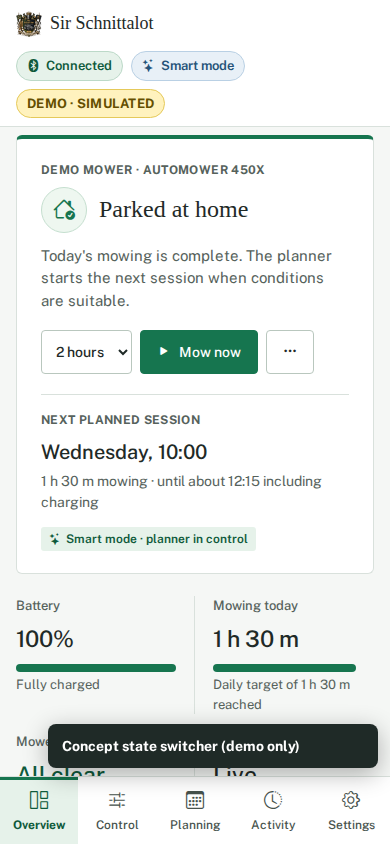 Sir Schnittalot
Connected
Smart mode
DEMO · SIMULATED
DEMO MOWER · AUTOMOWER 450X
Parked at home
Today's mowing is complete. The planner
starts the next session when conditions
are suitable.
2 hours
Mow now
···
NEXT PLANNED SESSION
Wednesday, 10:00
1 h 30 m mowing · until about 12:15 including
charging
Smart mode · planner in control
Battery
Mowing today
100%
1 h 30 m
Fully charged
Daily target of 1 h 30 m
reached
Concept state switcher (demo only)
All clear
Live
Overview
Control
Planning
Activity
Settings